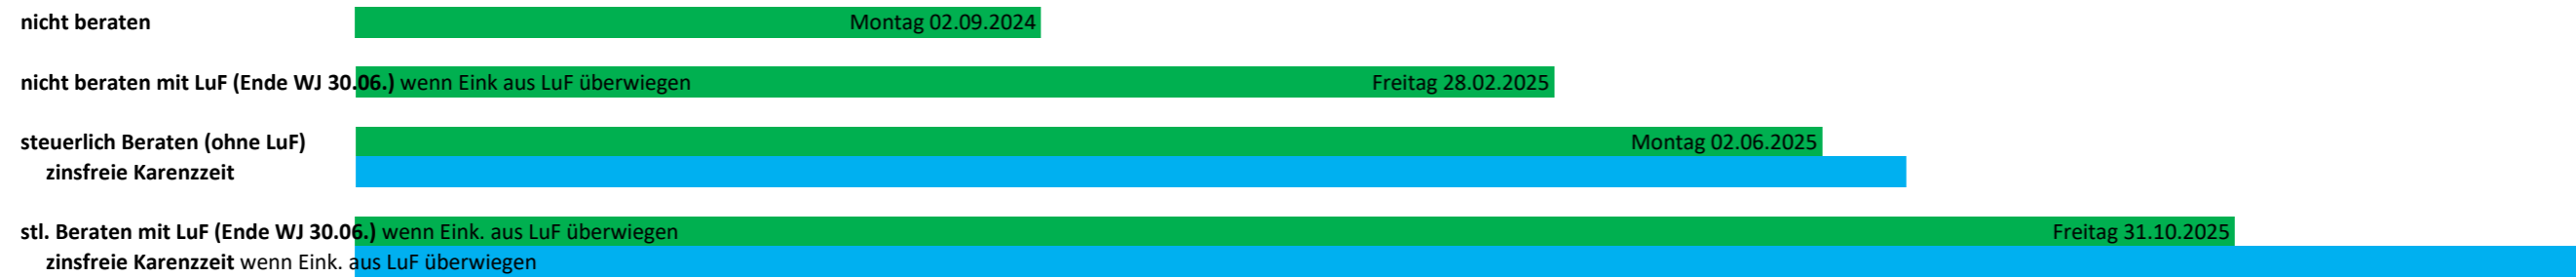 nicht beraten Montag 02.09.2024
nicht beraten mit LuF (Ende WJ 30.06.) wenn Eink aus LuF überwiegen Freitag 28.02.2025
steuerlich Beraten (ohne LuF) Montag 02.06.2025
zinsfreie Karenzzeit
stl. Beraten mit LuF (Ende WJ 30.06.) wenn Eink. aus LuF überwiegen Freitag 31.10.2025
zinsfreie Karenzzeit wenn Eink. aus LuF überwiegen